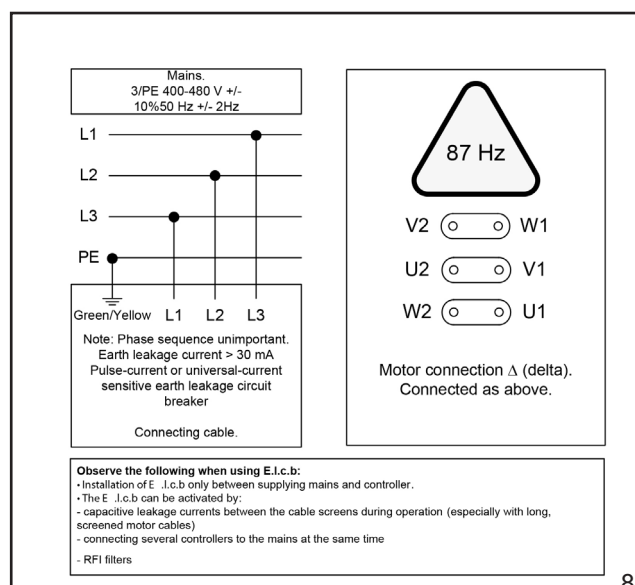 Mains.
3/PE 400-480 V +/-
10%50 Hz +/- 2Hz
L1
L2
L3
PE
Green/Yellow L1 L2 L3
Note: Phase sequence unimportant.
Earth leakage current > 30 mA
Pulse-current or universal-current
sensitive earth leakage circuit
breaker
Connecting cable.
87 Hz
V2 W1
U2 V1
W2 U1
Motor connection Δ (delta).
Connected as above.
Observe the following when using E.l.c.b:
• Installation of E .l.c.b only between supplying mains and controller.
• The E .l.c.b can be activated by:
- capacitive leakage currents between the cable screens during operation (especially with long,
screened motor cables)
- connecting several controllers to the mains at the same time
- RFI filters
8